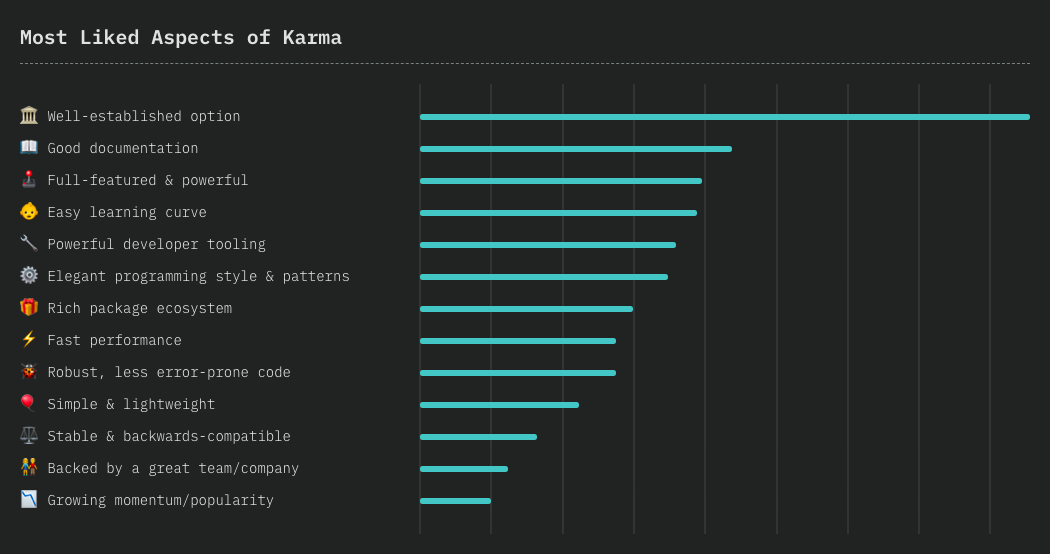 Most Liked Aspects of Karma
Well-established option
Good documentation
Full-featured & powerful
Easy learning curve
Powerful developer tooling
Elegant programming style & patterns
Rich package ecosystem
Fast performance
Robust, less error-prone code
Simple & lightweight
Stable & backwards-compatible
Backed by a great team/company
Growing momentum/popularity